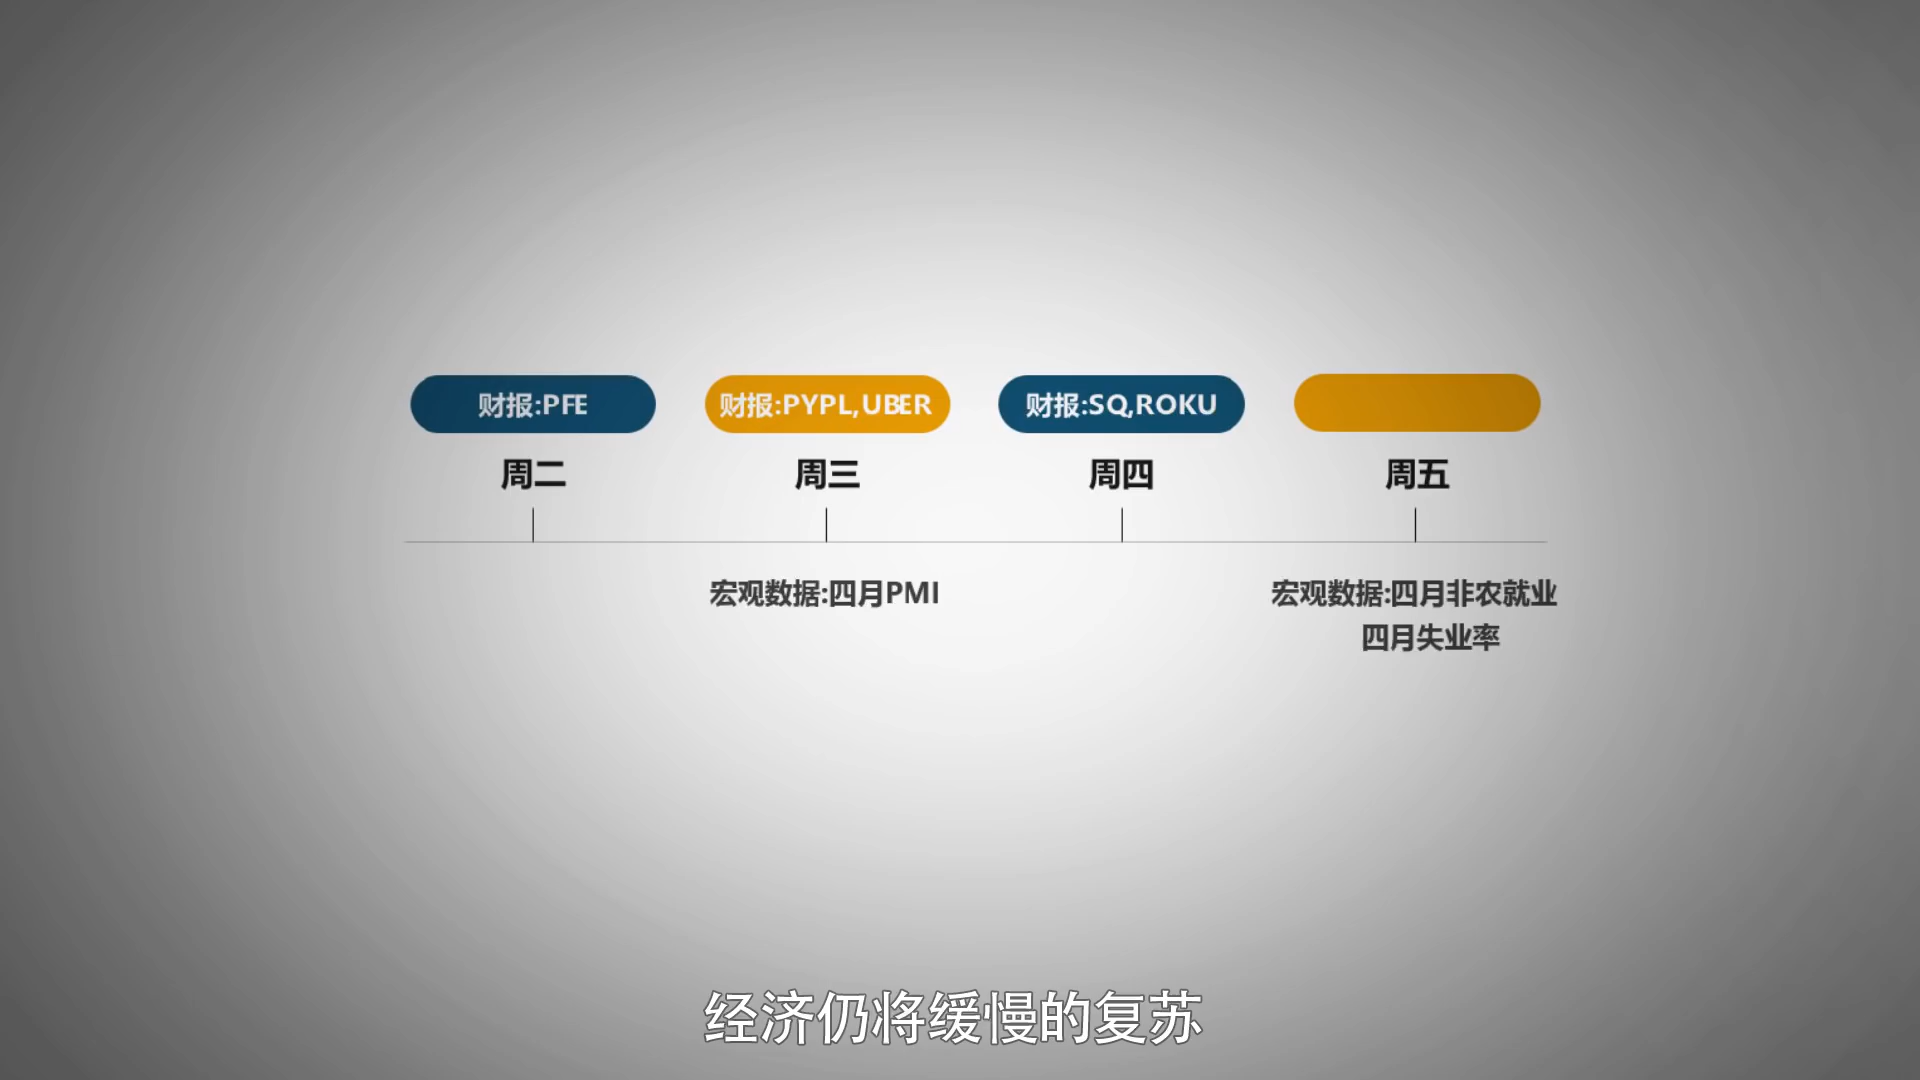 财报:PFE
财报:PYPL,UBER
财报:SQ,ROKU
周二
周三
周四
周五
宏观数据:四月PMI
宏观数据:四月非农就业
四月失业率
经济仍将缓慢的复苏